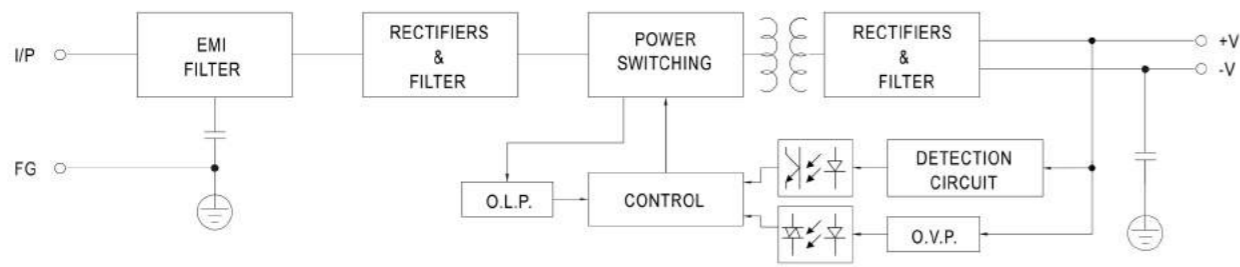 I/P
EMI
FILTER
RECTIFIERS
&
FILTER
POWER
SWITCHING
RECTIFIERS
&
FILTER
+V
-V
FG
O.L.P.
CONTROL
DETECTION
CIRCUIT
O.V.P.